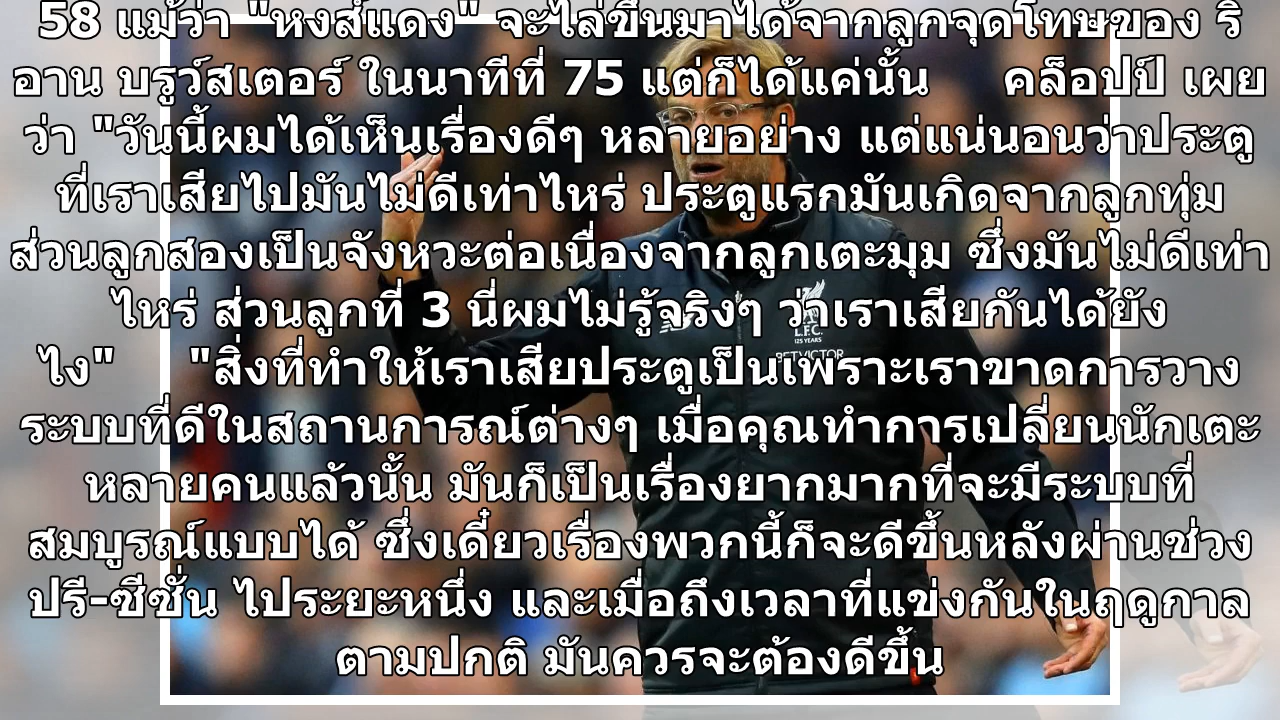 58 แม้ว่า "หงส์แดง" จะไล่ขึ้นมาได้จากลูกจุดโทษของ ริ
อาน บรูว์สเตอร์ ในนาทีที่ 75 แต่ก็ได้แค่นั้น     คล็อปป์ เผย
ว่า "วันนี้ผมได้เห็นเรื่องดีๆ หลายอย่าง แต่แน่นอนว่าประตู
ที่เราเสียไปมันไม่ดีเท่าไหร่ ประตูแรกมันเกิดจากลูกทุ่ม
ส่วนลูกสองเป็นจังหวะต่อเนื่องจากลูกเตะมุม ซึ่งมันไม่ดีเท่า
ไหร่ ส่วนลูกที่ 3 นี่ผมไม่รู้จริงๆ ว่าเราเสียกันได้ยัง
ไง"     "สิ่งที่ทำให้เราเสียประตูเป็นเพราะเราขาดการวาง
ระบบที่ดีในสถานการณ์ต่างๆ เมื่อคุณทำการเปลี่ยนนักเตะ
หลายคนแล้วนั้น มันก็เป็นเรื่องยากมากที่จะมีระบบที่
สมบูรณ์แบบได้ ซึ่งเดี๋ยวเรื่องพวกนี้ก็จะดีขึ้นหลังผ่านช่วง
ปรี-ซีซั่น ไประยะหนึ่ง และเมื่อถึงเวลาที่แข่งกันในฤดูกาล
ตามปกติ มันควรจะต้องดีขึ้น
L.F.C.
125 YEARS
BETVICTOR